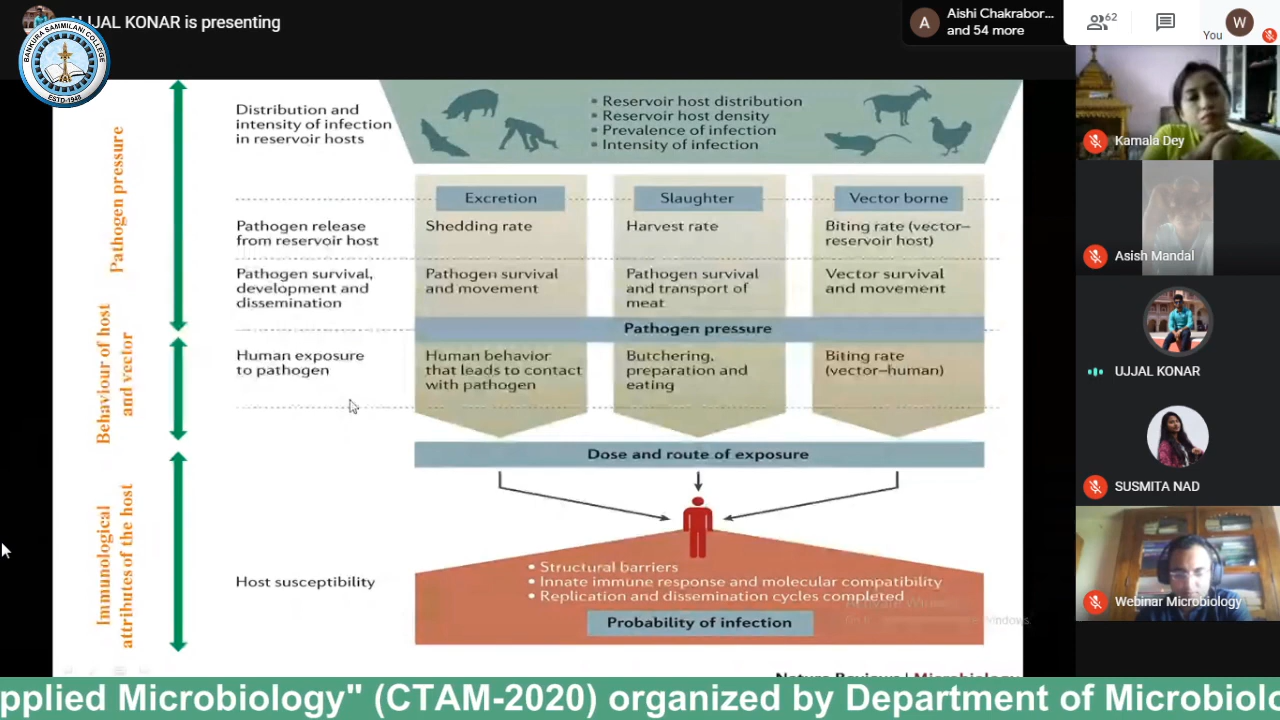 UJJAL KONAR is presenting
BANKURA SAMMILANI COLLEGE
ESTD-1948
A
Aishi Chakrabor...
and 54 more
62
You
W
Pathogen pressure
Behaviour of host
and vector
Immunological
attributes of the host
Distribution and
intensity of infection
in reservoir hosts
▪ Reservoir host distribution
▪ Reservoir host density
▪ Prevalence of infection
▪ Intensity of infection
Excretion
Slaughter
Vector borne
Pathogen release
from reservoir host
Shedding rate
Harvest rate
Biting rate (vector–
reservoir host)
Pathogen survival,
development and
dissemination
Pathogen survival
and movement
Pathogen survival
and transport of
meat
Vector survival
and movement
Pathogen pressure
Human exposure
to pathogen
Human behavior
that leads to contact
with pathogen
Butchering,
preparation and
eating
Biting rate
(vector–human)
Dose and route of exposure
Host susceptibility
• Structural barriers
• Innate immune response and molecular compatibility
• Replication and dissemination cycles completed
Probability of infection
Nature Reviews | Microbiology
Kamala Dey
Asish Mandal
UJJAL KONAR
SUSMITA NAD
Webinar Microbiology
pplied Microbiology" (CTAM-2020) organized by Department of Microbiolo